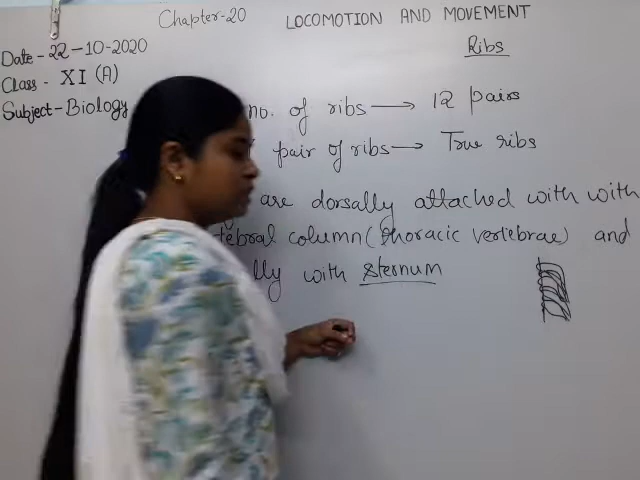 Chapter-20 LOCOMOTION AND MOVEMENT
Date - 22-10-2020
Ribs
Class - XI (A)
Subject - Biology
no. of ribs → 12 pairs
pair of ribs → True ribs
are dorsally attached with with
tebral column (thoracic vertebrae) and
lly with sternum